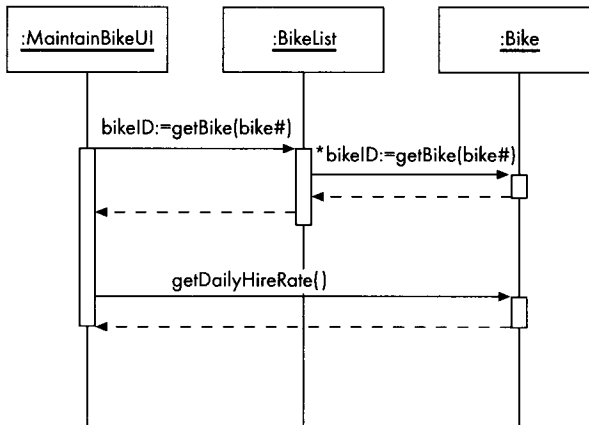 :MaintainBikeUI
:BikeList
:Bike
bikeID:=getBike(bike#)
*bikeID:=getBike(bike#)
getDailyHireRate()